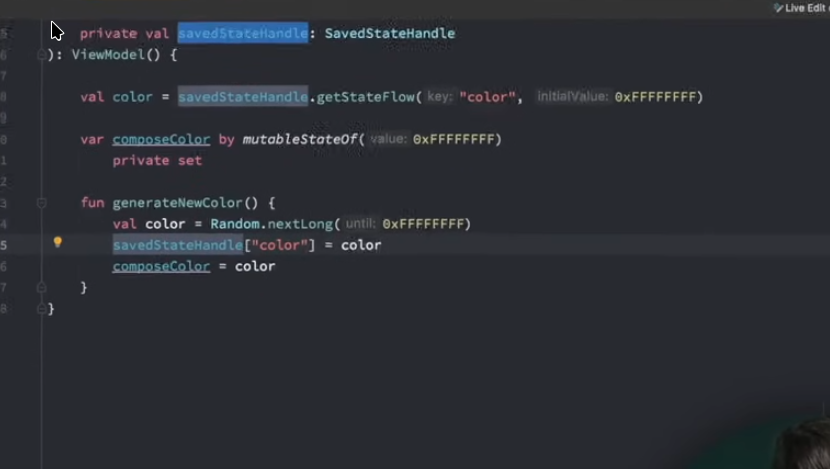 Live Edit
5 private val savedStateHandle: SavedStateHandle
6 ): ViewModel() {
7
8 val color = savedStateHandle.getStateFlow( key: "color", initialValue: 0xFFFFFFFF)
9
0 var composeColor by mutableStateOf( value: 0xFFFFFFFF)
1 private set
2
3 fun generateNewColor() {
4 val color = Random.nextLong( until: 0xFFFFFFFF)
5 savedStateHandle["color"] = color
6 composeColor = color
7 }
8 }